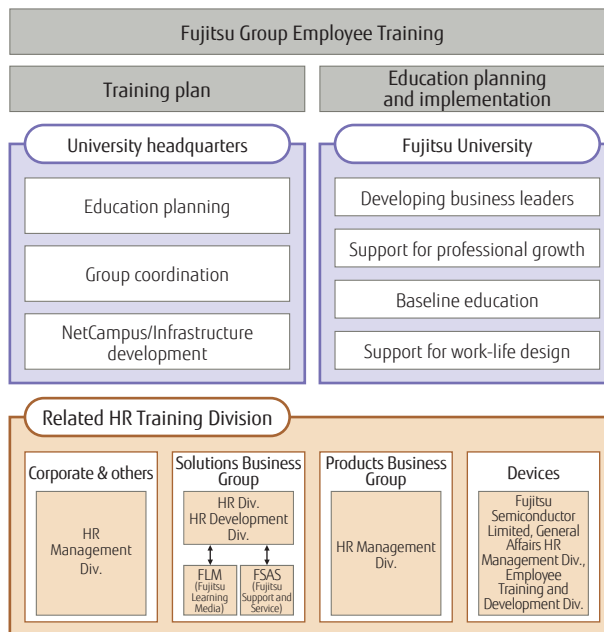 Fujitsu Group Employee Training
Training plan
Education planning
and implementation
University headquarters
Education planning
Group coordination
NetCampus/Infrastructure
development
Fujitsu University
Developing business leaders
Support for professional growth
Baseline education
Support for work-life design
Related HR Training Division
Corporate & others
HR
Management
Div.
Solutions Business
Group
HR Div.
HR Development
Div.
FLM
(Fujitsu
Learning
Media)
FSAS
(Fujitsu
Support and
Service)
Products Business
Group
HR Management
Div.
Devices
Fujitsu
Semiconductor
Limited, General
Affairs HR
Management Div.,
Employee
Training and
Development Div.